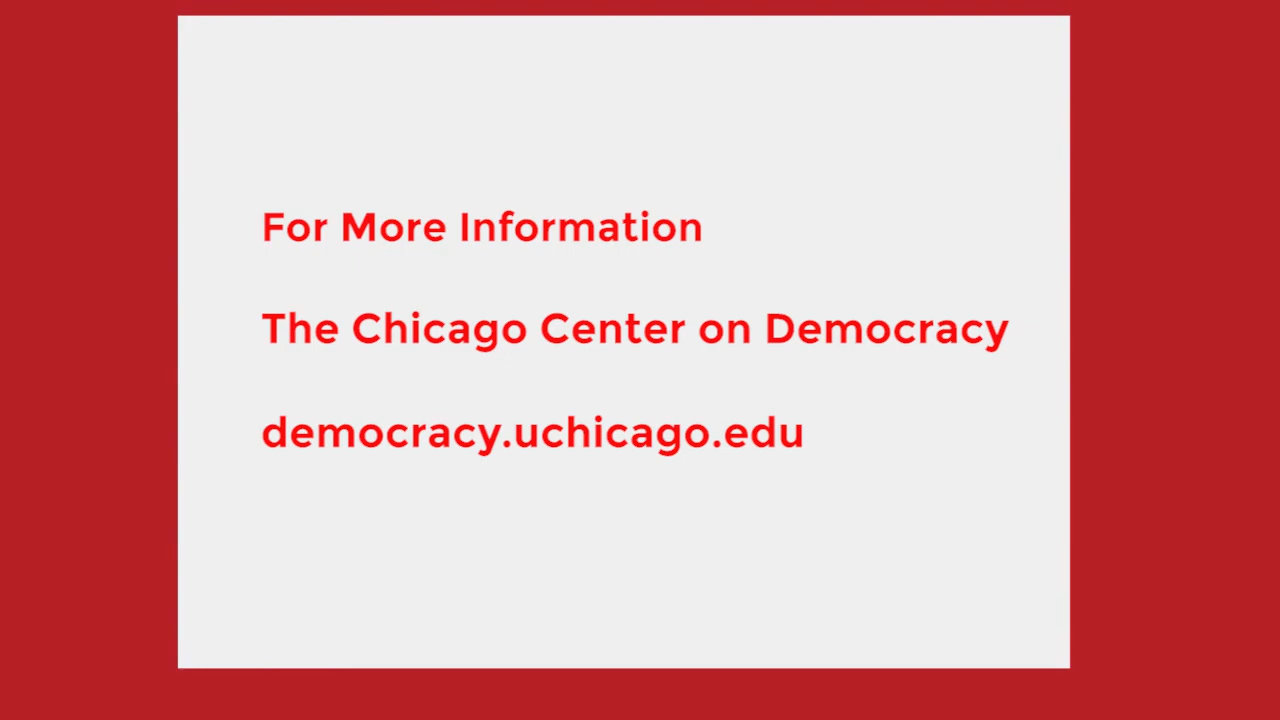 For More Information
The Chicago Center on Democracy
democracy.uchicago.edu